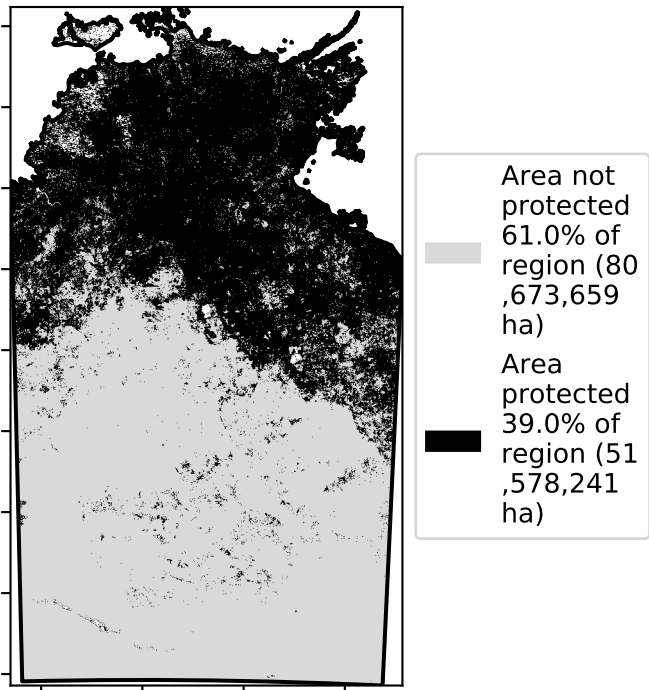 Area not
protected
61.0% of
region (80
,673,659
ha)
Area
protected
39.0% of
region (51
,578,241
ha)